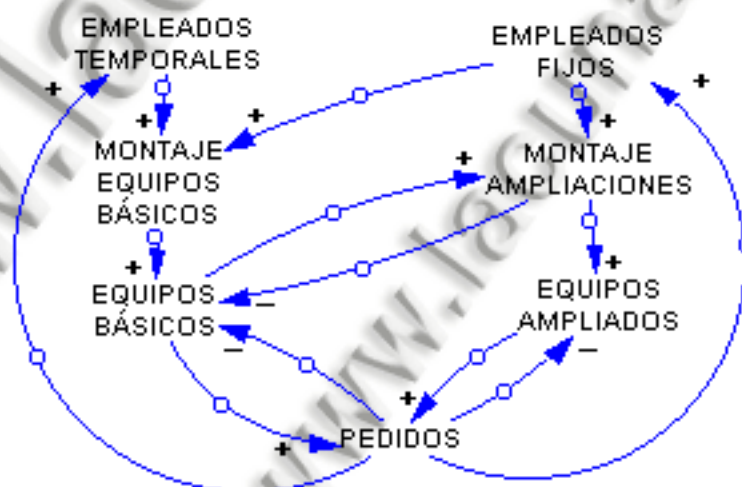 EMPLEADOS
TEMPORALES
EMPLEADOS
FIJOS
+
+
+
+
+
MONTAJE
EQUIPOS
BÁSICOS
+
MONTAJE
AMPLIACIONES
+
+
EQUIPOS
BÁSICOS
–
–
EQUIPOS
AMPLIADOS
–
+
+
PEDIDOS